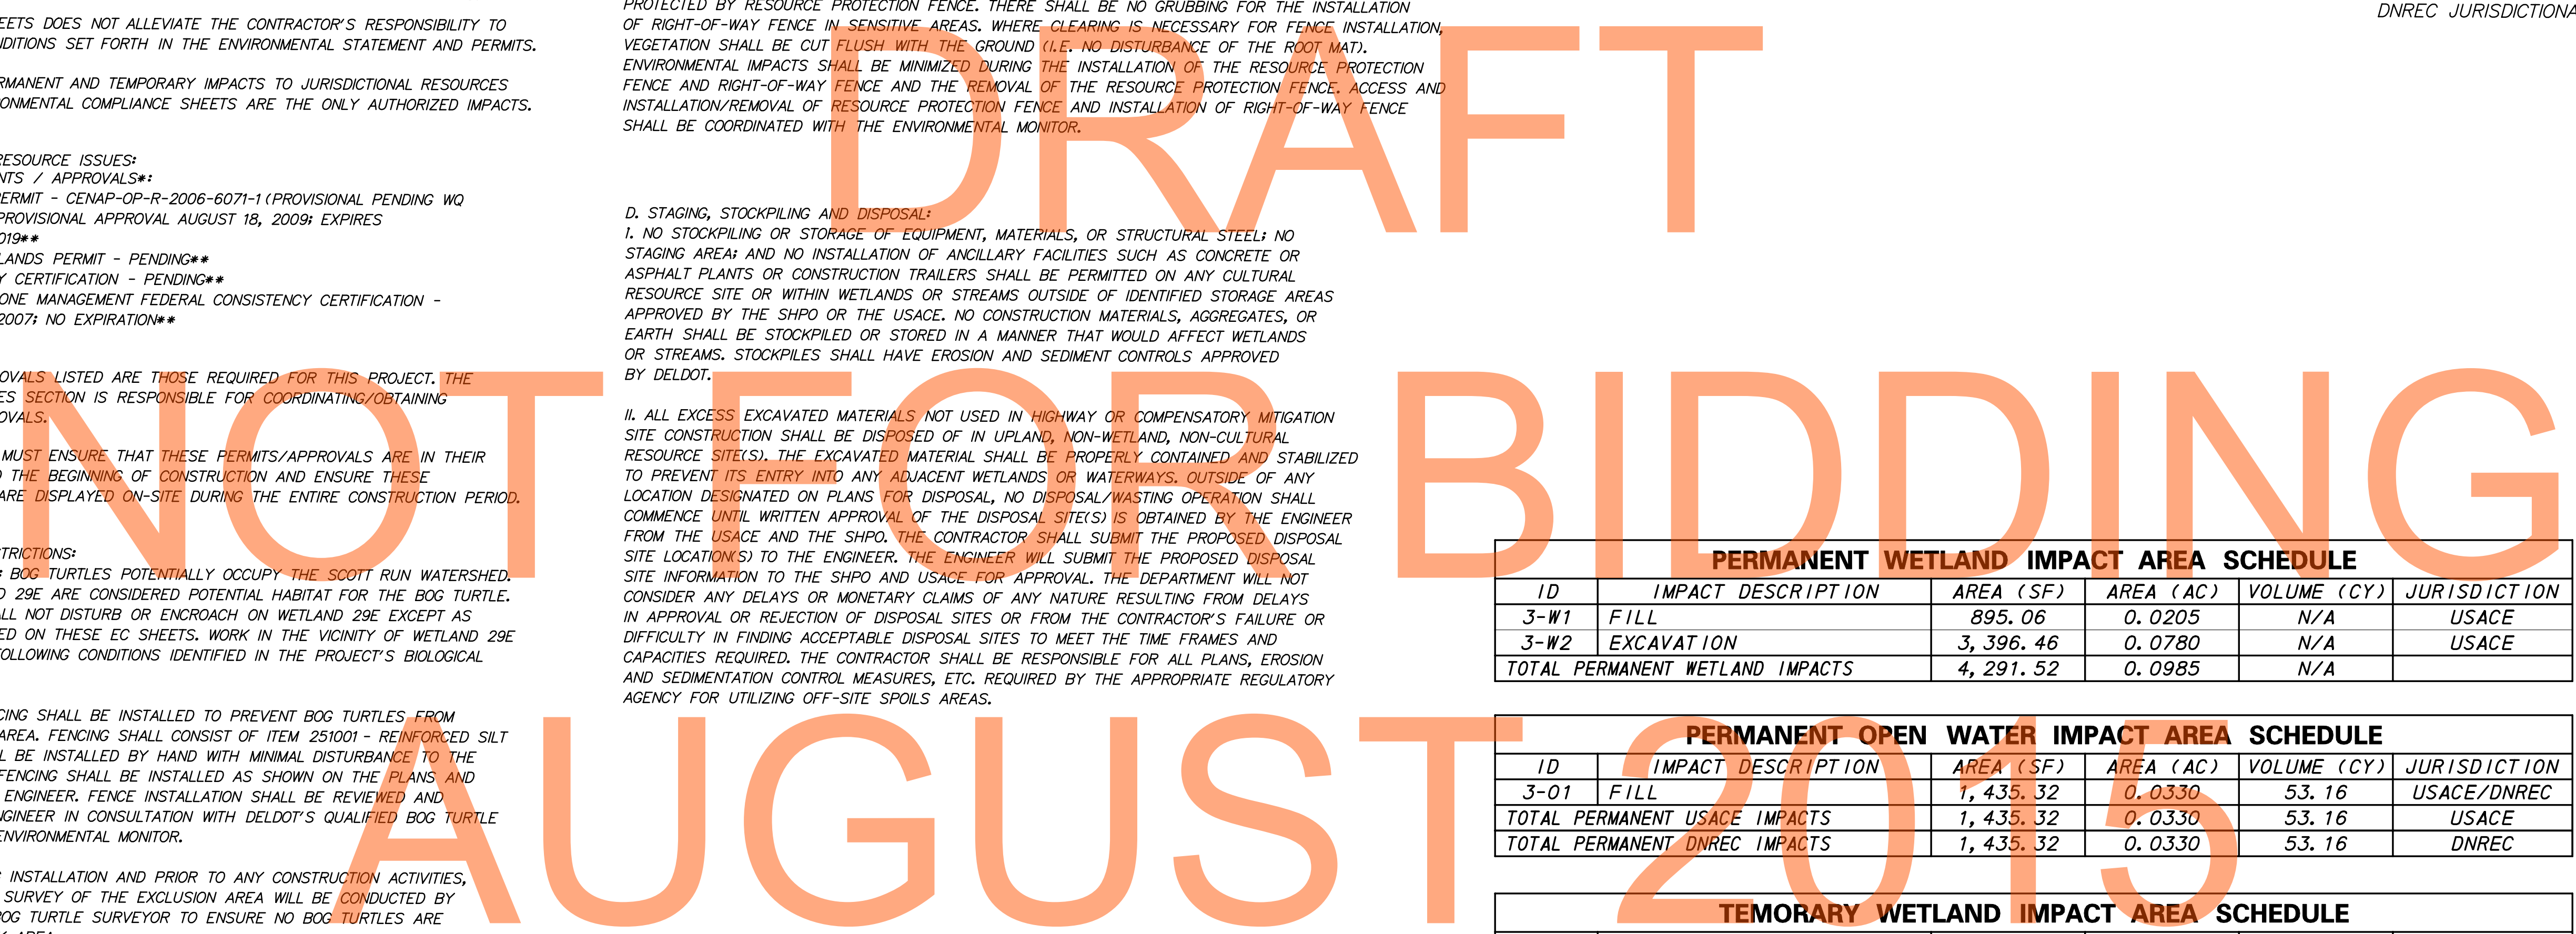 EETS DOES NOT ALLEVIATE THE CONTRACTOR'S RESPONSIBILITY TO
NDITIONS SET FORTH IN THE ENVIRONMENTAL STATEMENT AND PERMITS.
RMANENT AND TEMPORARY IMPACTS TO JURISDICTIONAL RESOURCES
ONMENTAL COMPLIANCE SHEETS ARE THE ONLY AUTHORIZED IMPACTS.
RESOURCE ISSUES:
NTS / APPROVALS*:
PERMIT - CENAP-OP-R-2006-6071-1 (PROVISIONAL PENDING WQ
PROVISIONAL APPROVAL AUGUST 18, 2009; EXPIRES
019**
LANDS PERMIT - PENDING**
Y CERTIFICATION - PENDING**
ONE MANAGEMENT FEDERAL CONSISTENCY CERTIFICATION -
2007; NO EXPIRATION**
OVALS LISTED ARE THOSE REQUIRED FOR THIS PROJECT. THE
ES SECTION IS RESPONSIBLE FOR COORDINATING/OBTAINING
OVALS.
MUST ENSURE THAT THESE PERMITS/APPROVALS ARE IN THEIR
O THE BEGINNING OF CONSTRUCTION AND ENSURE THESE
ARE DISPLAYED ON-SITE DURING THE ENTIRE CONSTRUCTION PERIOD.
STRICTIONS:
: BOG TURTLES POTENTIALLY OCCUPY THE SCOTT RUN WATERSHED.
D 29E ARE CONSIDERED POTENTIAL HABITAT FOR THE BOG TURTLE.
ALL NOT DISTURB OR ENCROACH ON WETLAND 29E EXCEPT AS
ED ON THESE EC SHEETS. WORK IN THE VICINITY OF WETLAND 29E
OLLOWING CONDITIONS IDENTIFIED IN THE PROJECT'S BIOLOGICAL
CING SHALL BE INSTALLED TO PREVENT BOG TURTLES FROM
AREA. FENCING SHALL CONSIST OF ITEM 251001 - REINFORCED SILT
L BE INSTALLED BY HAND WITH MINIMAL DISTURBANCE TO THE
FENCING SHALL BE INSTALLED AS SHOWN ON THE PLANS AND
ENGINEER. FENCE INSTALLATION SHALL BE REVIEWED AND
NGINEER IN CONSULTATION WITH DELDOT'S QUALIFIED BOG TURTLE
ENVIRONMENTAL MONITOR.
INSTALLATION AND PRIOR TO ANY CONSTRUCTION ACTIVITIES,
SURVEY OF THE EXCLUSION AREA WILL BE CONDUCTED BY
BOG TURTLE SURVEYOR TO ENSURE NO BOG TURTLES ARE
PROTECTED BY RESOURCE PROTECTION FENCE. THERE SHALL BE NO GRUBBING FOR THE INSTALLATION
OF RIGHT-OF-WAY FENCE IN SENSITIVE AREAS. WHERE CLEARING IS NECESSARY FOR FENCE INSTALLATION,
VEGETATION SHALL BE CUT FLUSH WITH THE GROUND (I.E. NO DISTURBANCE OF THE ROOT MAT).
ENVIRONMENTAL IMPACTS SHALL BE MINIMIZED DURING THE INSTALLATION OF THE RESOURCE PROTECTION
FENCE AND RIGHT-OF-WAY FENCE AND THE REMOVAL OF THE RESOURCE PROTECTION FENCE. ACCESS AND
INSTALLATION/REMOVAL OF RESOURCE PROTECTION FENCE AND INSTALLATION OF RIGHT-OF-WAY FENCE
SHALL BE COORDINATED WITH THE ENVIRONMENTAL MONITOR.
D. STAGING, STOCKPILING AND DISPOSAL:
I. NO STOCKPILING OR STORAGE OF EQUIPMENT, MATERIALS, OR STRUCTURAL STEEL; NO
STAGING AREA; AND NO INSTALLATION OF ANCILLARY FACILITIES SUCH AS CONCRETE OR
ASPHALT PLANTS OR CONSTRUCTION TRAILERS SHALL BE PERMITTED ON ANY CULTURAL
RESOURCE SITE OR WITHIN WETLANDS OR STREAMS OUTSIDE OF IDENTIFIED STORAGE AREAS
APPROVED BY THE SHPO OR THE USACE. NO CONSTRUCTION MATERIALS, AGGREGATES, OR
EARTH SHALL BE STOCKPILED OR STORED IN A MANNER THAT WOULD AFFECT WETLANDS
OR STREAMS. STOCKPILES SHALL HAVE EROSION AND SEDIMENT CONTROLS APPROVED
BY DELDOT.
II. ALL EXCESS EXCAVATED MATERIALS NOT USED IN HIGHWAY OR COMPENSATORY MITIGATION
SITE CONSTRUCTION SHALL BE DISPOSED OF IN UPLAND, NON-WETLAND, NON-CULTURAL
RESOURCE SITE(S). THE EXCAVATED MATERIAL SHALL BE PROPERLY CONTAINED AND STABILIZED
TO PREVENT ITS ENTRY INTO ANY ADJACENT WETLANDS OR WATERWAYS. OUTSIDE OF ANY
LOCATION DESIGNATED ON PLANS FOR DISPOSAL, NO DISPOSAL/WASTING OPERATION SHALL
COMMENCE UNTIL WRITTEN APPROVAL OF THE DISPOSAL SITE(S) IS OBTAINED BY THE ENGINEER
FROM THE USACE AND THE SHPO. THE CONTRACTOR SHALL SUBMIT THE PROPOSED DISPOSAL
SITE LOCATION(S) TO THE ENGINEER. THE ENGINEER WILL SUBMIT THE PROPOSED DISPOSAL
SITE INFORMATION TO THE SHPO AND USACE FOR APPROVAL. THE DEPARTMENT WILL NOT
CONSIDER ANY DELAYS OR MONETARY CLAIMS OF ANY NATURE RESULTING FROM DELAYS
IN APPROVAL OR REJECTION OF DISPOSAL SITES OR FROM THE CONTRACTOR'S FAILURE OR
DIFFICULTY IN FINDING ACCEPTABLE DISPOSAL SITES TO MEET THE TIME FRAMES AND
CAPACITIES REQUIRED. THE CONTRACTOR SHALL BE RESPONSIBLE FOR ALL PLANS, EROSION
AND SEDIMENTATION CONTROL MEASURES, ETC. REQUIRED BY THE APPROPRIATE REGULATORY
AGENCY FOR UTILIZING OFF-SITE SPOILS AREAS.
DNREC JURISDICTIONA
PERMANENT WETLAND IMPACT AREA SCHEDULE
ID IMPACT DESCRIPTION AREA (SF) AREA (AC) VOLUME (CY) JURISDICTION
3-W1 FILL 895.06 0.0205 N/A USACE
3-W2 EXCAVATION 3,396.46 0.0780 N/A USACE
TOTAL PERMANENT WETLAND IMPACTS 4,291.52 0.0985 N/A
PERMANENT OPEN WATER IMPACT AREA SCHEDULE
ID IMPACT DESCRIPTION AREA (SF) AREA (AC) VOLUME (CY) JURISDICTION
3-O1 FILL 1,435.32 0.0330 53.16 USACE/DNREC
TOTAL PERMANENT USACE IMPACTS 1,435.32 0.0330 53.16 USACE
TOTAL PERMANENT DNREC IMPACTS 1,435.32 0.0330 53.16 DNREC
TEMORARY WETLAND IMPACT AREA SCHEDULE
DRAFT
NOT FOR BIDDING
AUGUST 2015